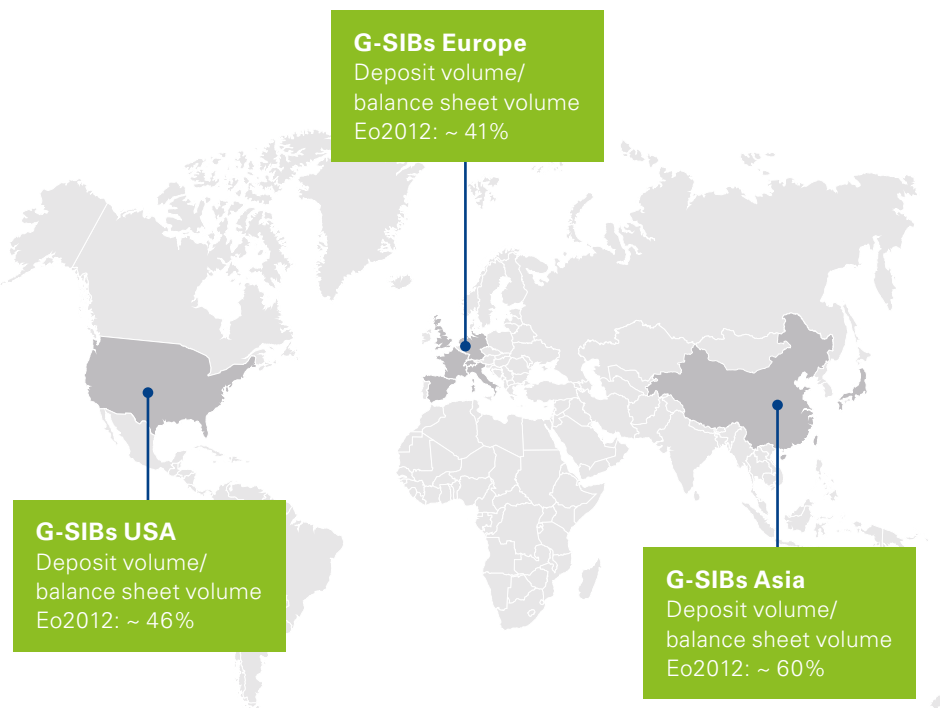 G-SIBs Europe
Deposit volume/
balance sheet volume
Eo2012: ~ 41%
G-SIBs USA
Deposit volume/
balance sheet volume
Eo2012: ~ 46%
G-SIBs Asia
Deposit volume/
balance sheet volume
Eo2012: ~ 60%